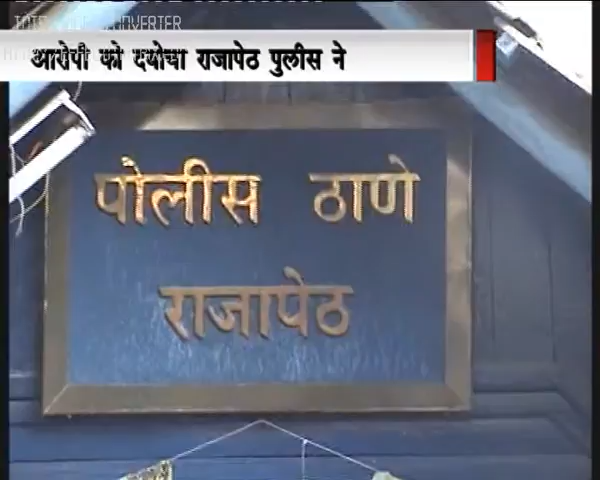 आरोपी को दबोचा राजापेठ पुलीस ने
पोलीस ठाणे
राजापेठ